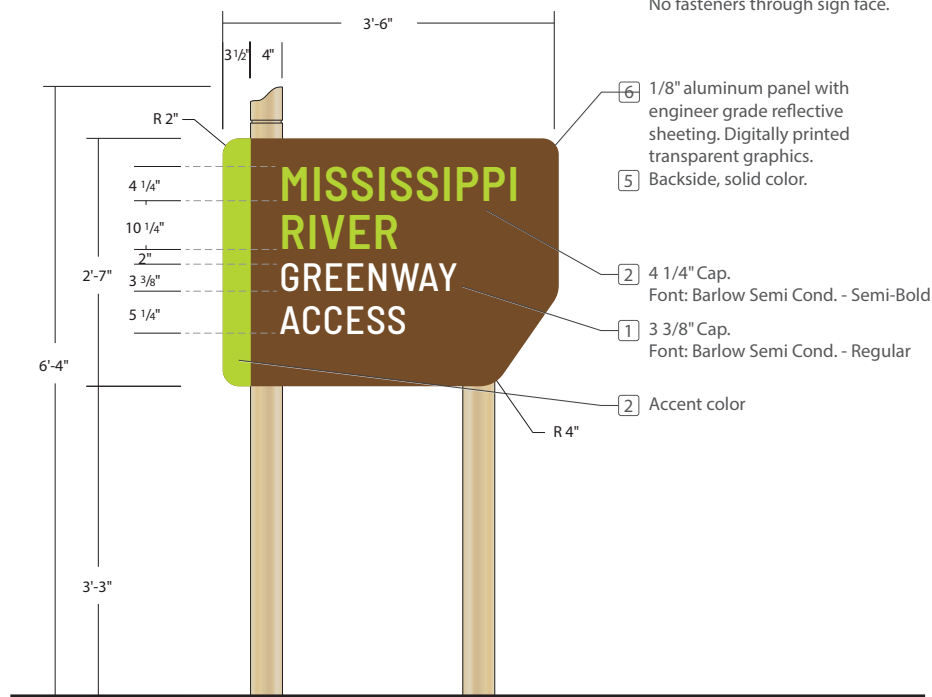 No fasteners through sign face.
3'-6"
3 1/2"
4"
6 1/8" aluminum panel with
engineer grade reflective
sheeting. Digitally printed
transparent graphics.
R 2"
5 Backside, solid color.
MISSISSIPPI
RIVER
GREENWAY
ACCESS
4 1/4"
10 1/4"
2"
3 3/8"
5 1/4"
2'-7"
6'-4"
3'-3"
2 4 1/4" Cap.
Font: Barlow Semi Cond. - Semi-Bold
1 3 3/8" Cap.
Font: Barlow Semi Cond. - Regular
2 Accent color
R 4"